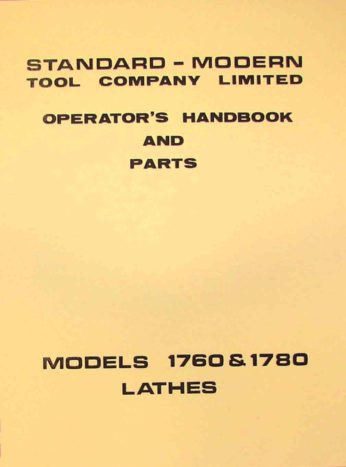 STANDARD - MODERN
TOOL COMPANY LIMITED
OPERATOR'S HANDBOOK
AND
PARTS
MODELS 1760 & 1780
LATHES